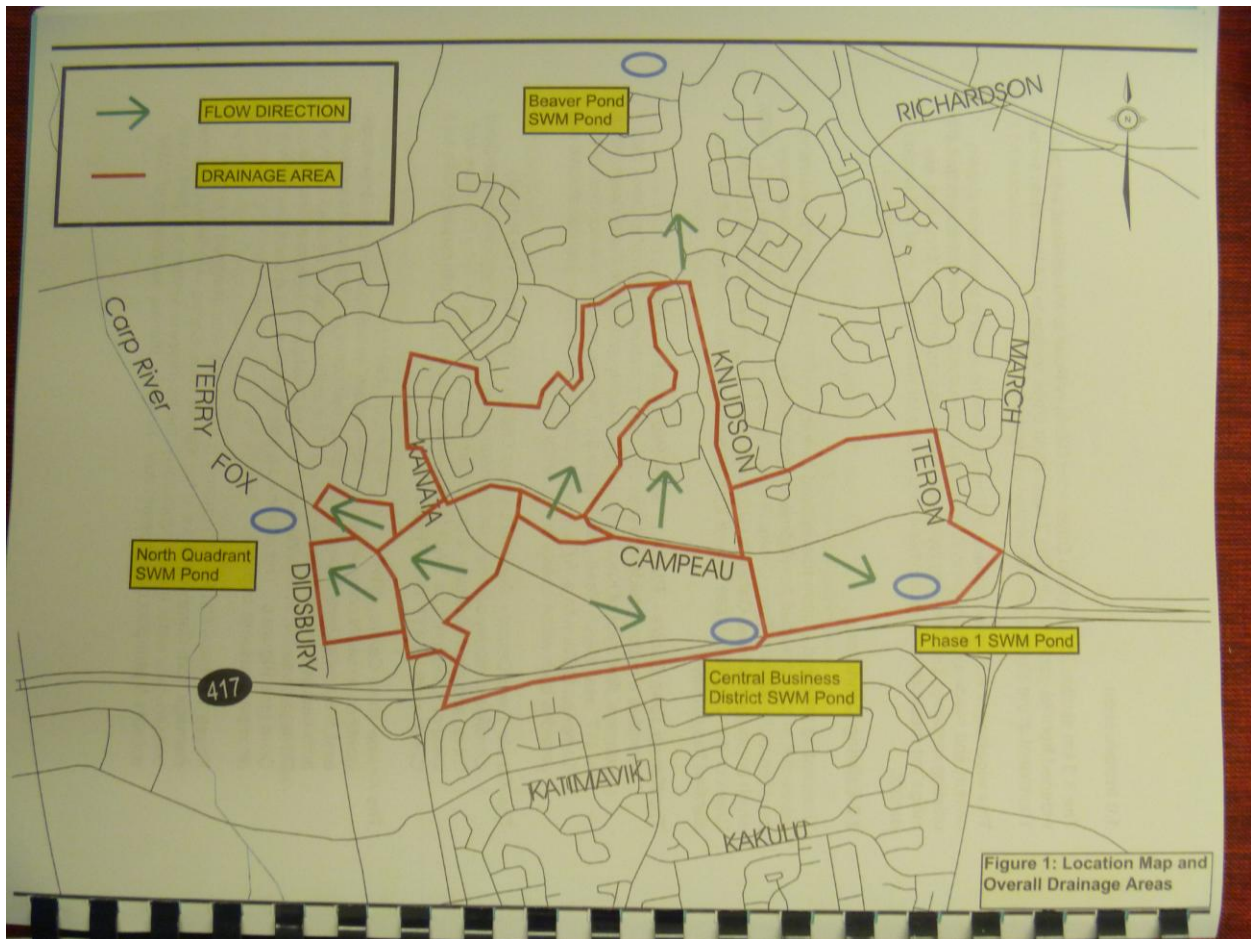 FLOW DIRECTION
DRAINAGE AREA
Beaver Pond
SWM Pond
RICHARDSON
N
Carp River
TERRY
FOX
KANATA
KNUDSON
MARCH
TERON
North Quadrant
SWM Pond
DIDSBURY
CAMPEAU
Phase 1 SWM Pond
Central Business
District SWM Pond
417
KATIMAVIK
KAKULU
Figure 1: Location Map and
Overall Drainage Areas